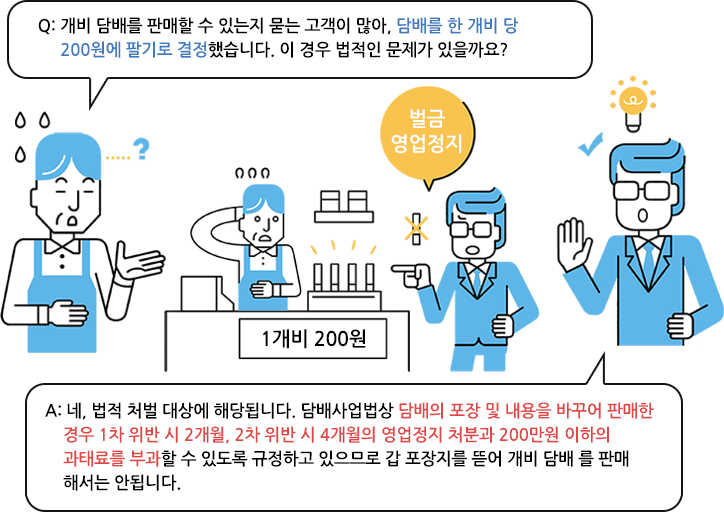 Q: 개비 담배를 판매할 수 있는지 묻는 고객이 많아, 담배를 한 개비 당
200원에 팔기로 결정했습니다. 이 경우 법적인 문제가 있을까요?
벌금
영업정지
.....?
1개비 200원
A: 네, 법적 처벌 대상에 해당됩니다. 담배사업법상 담배의 포장 및 내용을 바꾸어 판매한
경우 1차 위반 시 2개월, 2차 위반 시 4개월의 영업정지 처분과 200만원 이하의
과태료를 부과할 수 있도록 규정하고 있으므로 갑 포장지를 뜯어 개비 담배 를 판매
해서는 안됩니다.